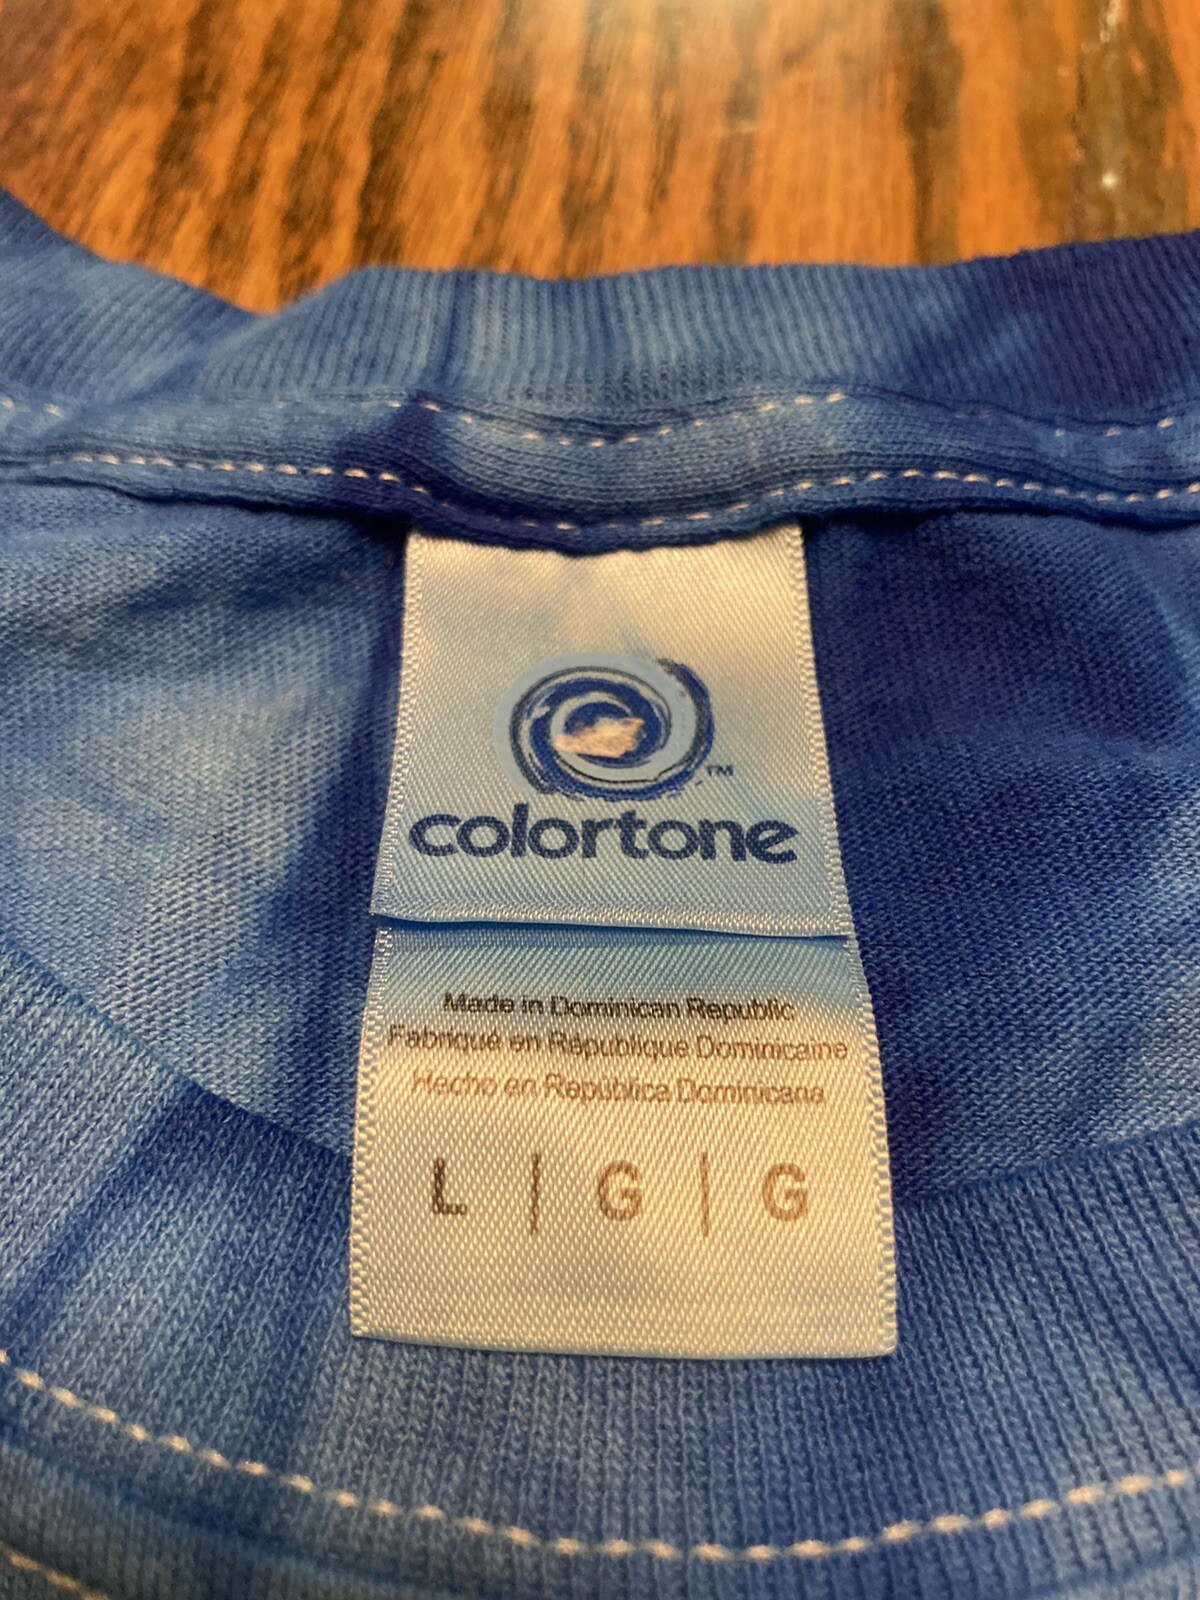 TM
colortone
Made in Dominican Republic
Fabriqué en République Dominicaine
Hecho en República Dominicana
L | G | G